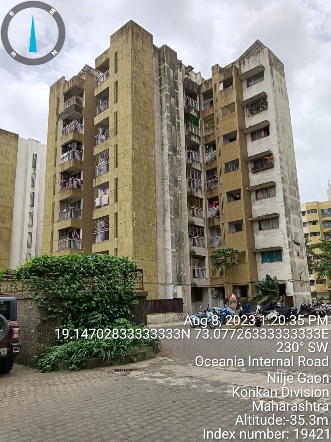 N
E
S
W
Aug 8, 2023 1:20:35 PM
19.14702833333333N 73.07726333333333E
230° SW
Oceania Internal Road
Nilje Gaon
Konkan Division
Maharashtra
Altitude:-35.3m
Index number: 19421